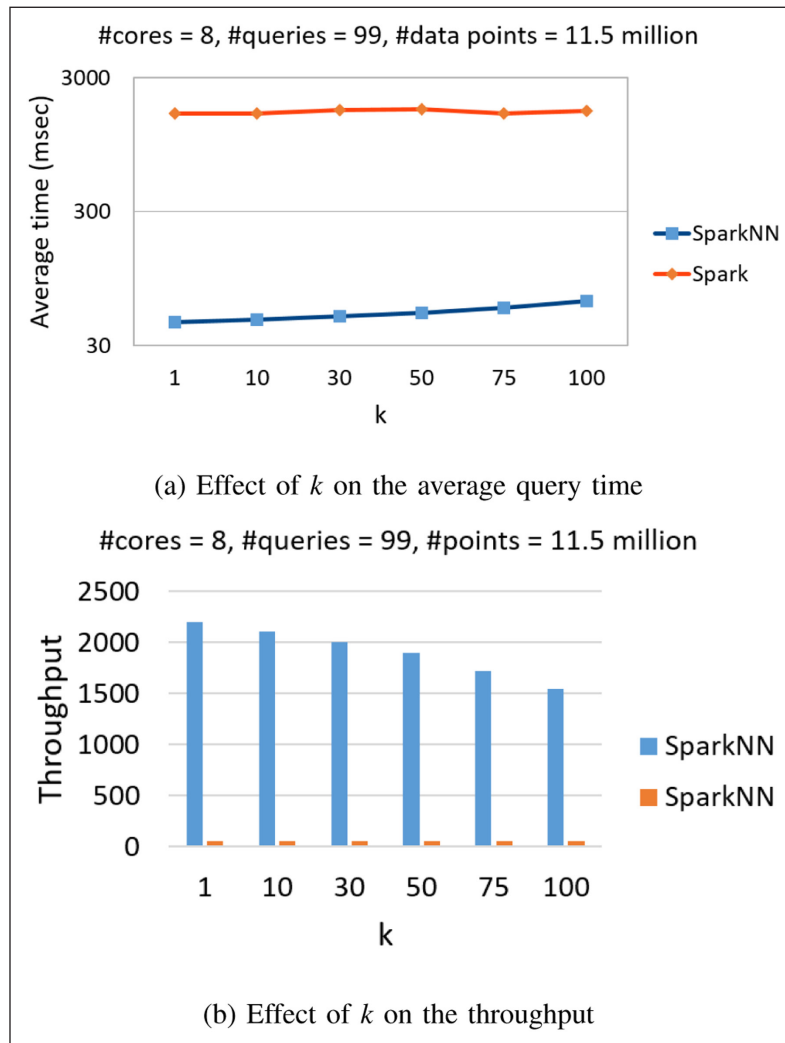 #cores = 8, #queries = 99, #data points = 11.5 million
Average time (msec)
3000
300
30
1 10 30 50 75 100
k
SparkNN
Spark
(a) Effect of k on the average query time
#cores = 8, #queries = 99, #points = 11.5 million
Throughput
2500
2000
1500
1000
500
0
1 10 30 50 75 100
k
SparkNN
SparkNN
(b) Effect of k on the throughput